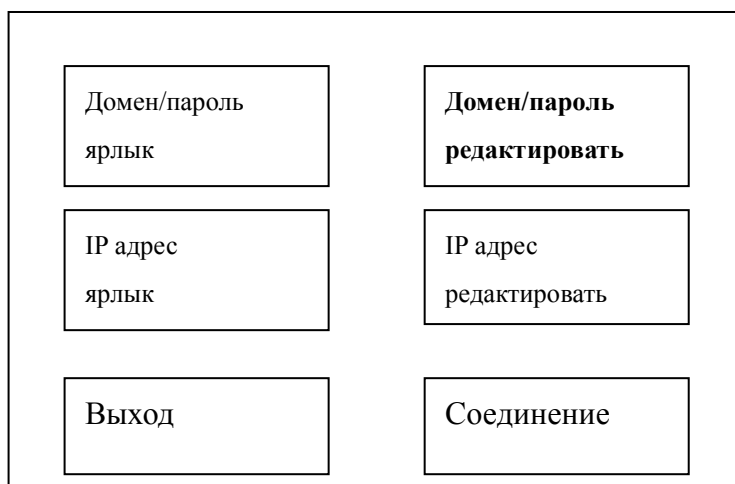 Домен/пароль
ярлык
Домен/пароль
редактировать
IP адрес
ярлык
IP адрес
редактировать
Выход
Соединение